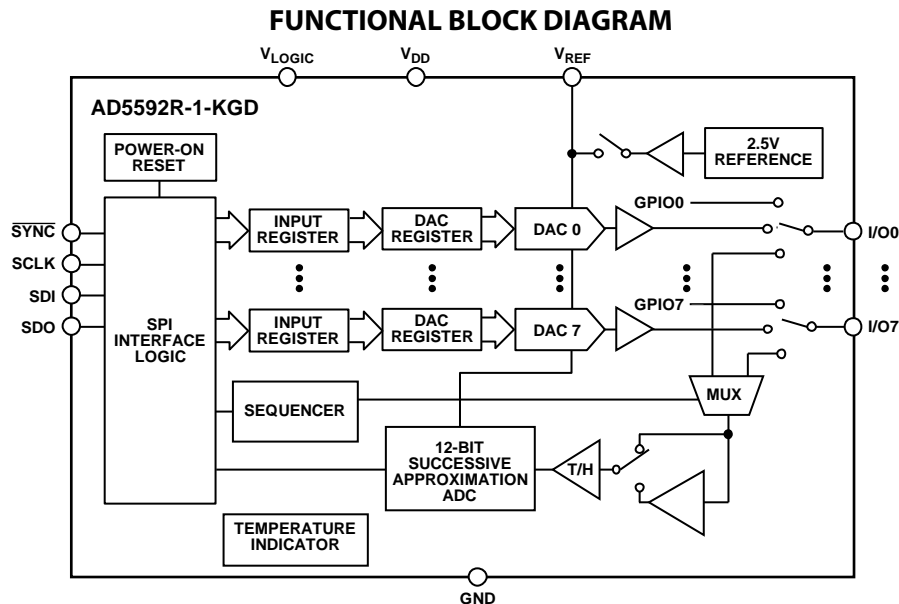 FUNCTIONAL BLOCK DIAGRAM
VLOGIC
VDD
VREF
AD5592R-1-KGD
POWER-ON
RESET
2.5V
REFERENCE
SYNC
SCLK
SDI
SDO
SPI
INTERFACE
LOGIC
INPUT
REGISTER
DAC
REGISTER
DAC 0
GPIO0
I/O0
INPUT
REGISTER
DAC
REGISTER
DAC 7
GPIO7
I/O7
SEQUENCER
MUX
12-BIT
SUCCESSIVE
APPROXIMATION
ADC
T/H
TEMPERATURE
INDICATOR
GND